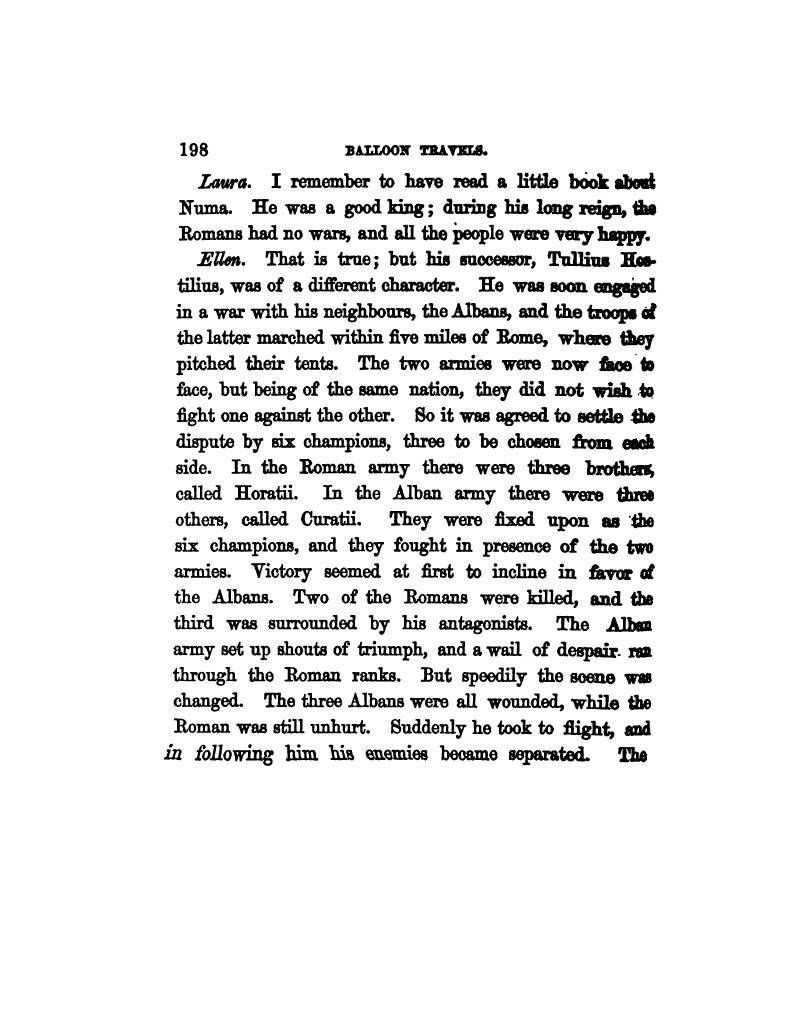 198 BALLOON TRAVELS.
Laura. I remember to have read a little book about
Numa. He was a good king; during his long reign, the
Romans had no wars, and all the people were very happy.
Ellen. That is true; but his successor, Tullius Hos-
tilius, was of a different character. He was soon engaged
in a war with his neighbours, the Albans, and the troops of
the latter marched within five miles of Rome, where they
pitched their tents. The two armies were now face to
face, but being of the same nation, they did not wish to
fight one against the other. So it was agreed to settle the
dispute by six champions, three to be chosen from each
side. In the Roman army there were three brothers,
called Horatii. In the Alban army there were three
others, called Curatii. They were fixed upon as the
six champions, and they fought in presence of the two
armies. Victory seemed at first to incline in favor of
the Albans. Two of the Romans were killed, and the
third was surrounded by his antagonists. The Alban
army set up shouts of triumph, and a wail of despair ran
through the Roman ranks. But speedily the scene was
changed. The three Albans were all wounded, while the
Roman was still unhurt. Suddenly he took to flight, and
in following him his enemies became separated. The